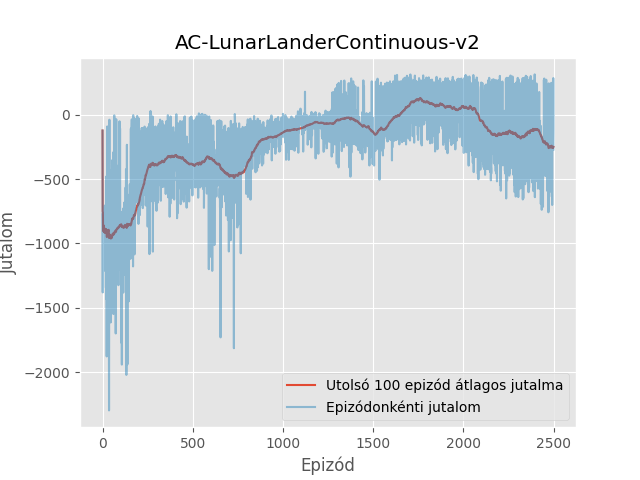 AC-LunarLanderContinuous-v2
0
−500
−1000
−1500
−2000
Jutalom
Utolsó 100 epizód átlagos jutalma
Epizódonkénti jutalom
0 500 1000 1500 2000 2500
Epizód